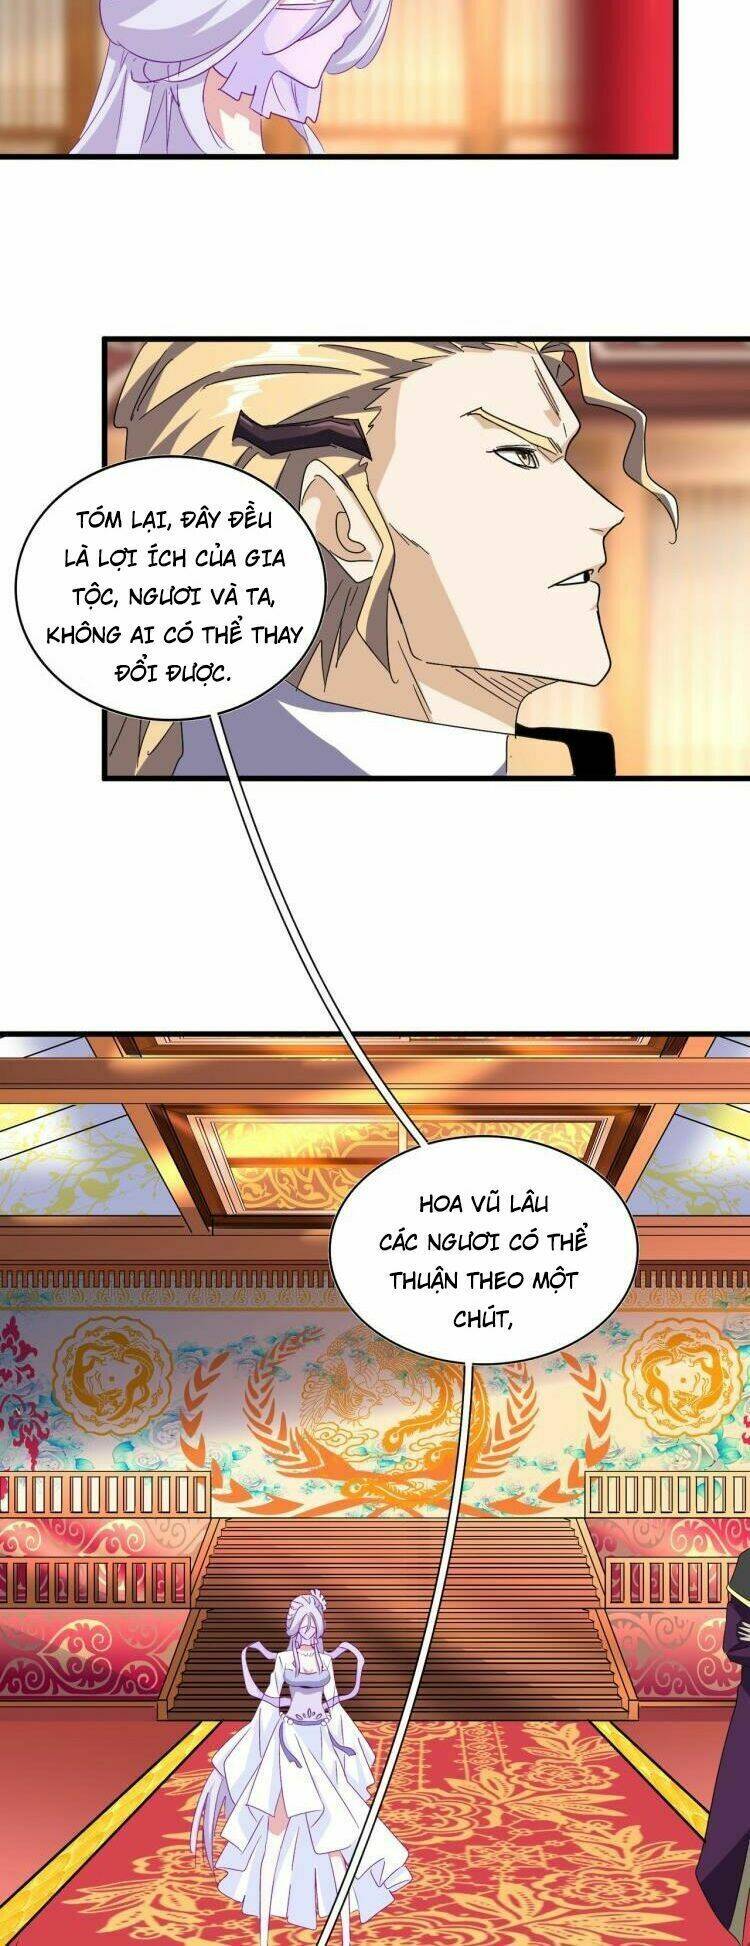 TÓM LẠI, ĐÂY ĐỀU
LÀ LỢI ÍCH CỦA GIA
TỘC, NGƯƠI VÀ TA,
KHÔNG AI CÓ THỂ THAY
ĐỔI ĐƯỢC.
HOA VŨ LÂU
CÁC NGƯƠI CÓ THỂ
THUẬN THEO MỘT
CHÚT,